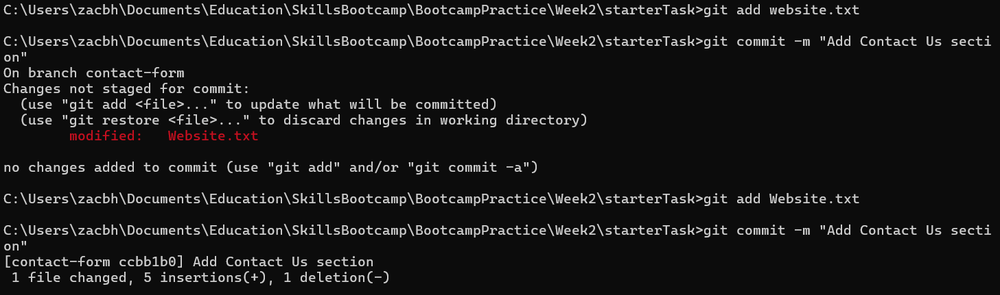 C:\Users\zacbh\Documents\Education\SkillsBootcamp\BootcampPractice\Week2\starterTask>git add website.txt
C:\Users\zacbh\Documents\Education\SkillsBootcamp\BootcampPractice\Week2\starterTask>git commit -m "Add Contact Us secti
on"
On branch contact-form
Changes not staged for commit:
  (use "git add <file>..." to update what will be committed)
  (use "git restore <file>..." to discard changes in working directory)
        modified:   Website.txt
no changes added to commit (use "git add" and/or "git commit -a")
C:\Users\zacbh\Documents\Education\SkillsBootcamp\BootcampPractice\Week2\starterTask>git add Website.txt
C:\Users\zacbh\Documents\Education\SkillsBootcamp\BootcampPractice\Week2\starterTask>git commit -m "Add Contact Us secti
on"
[contact-form ccbb1b0] Add Contact Us section
 1 file changed, 5 insertions(+), 1 deletion(-)